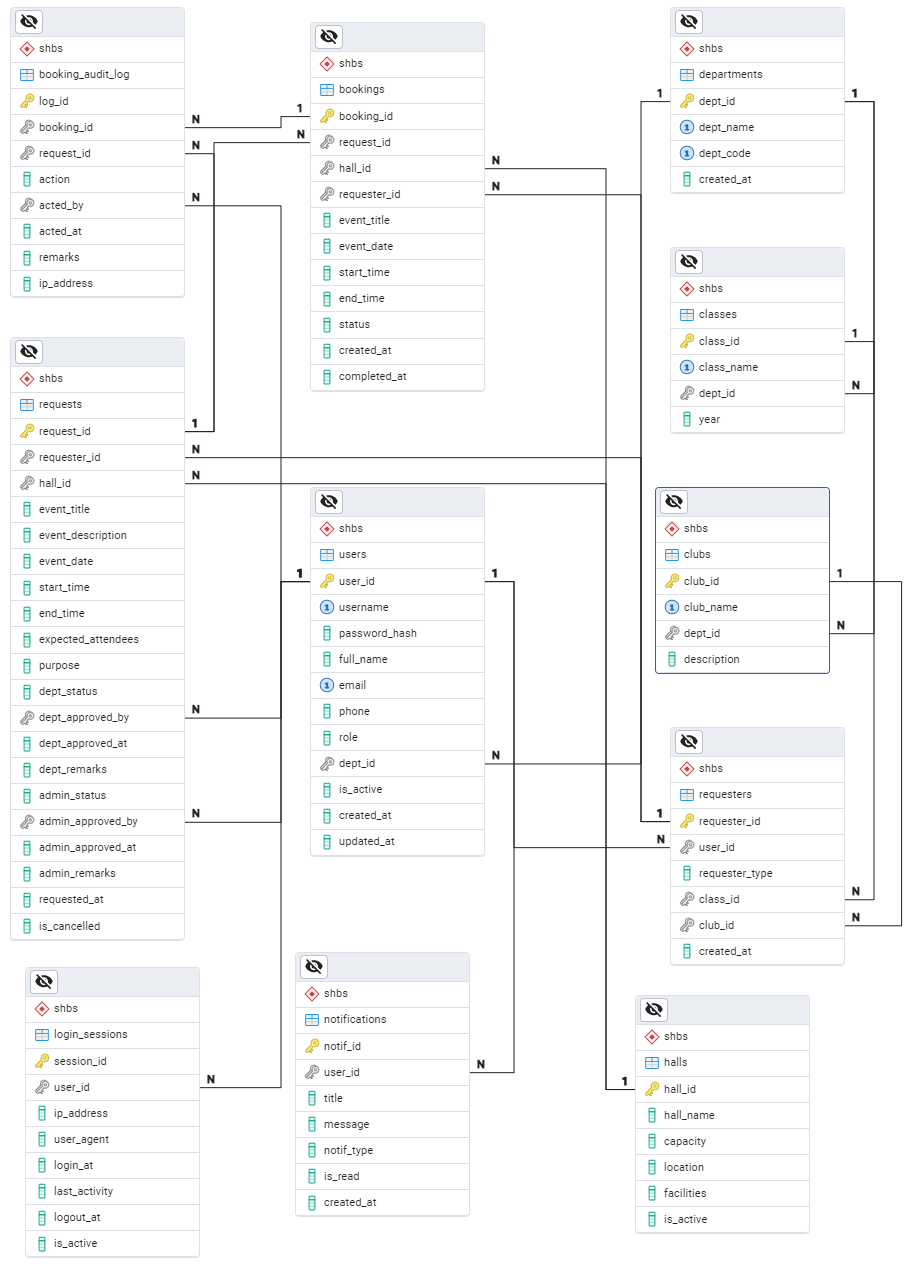 shbs
booking_audit_log
log_id
booking_id
request_id
action
acted_by
acted_at
remarks
ip_address
N
N
N
shbs
bookings
booking_id
request_id
hall_id
requester_id
event_title
event_date
start_time
end_time
status
created_at
completed_at
1
N
N
N
shbs
departments
dept_id
dept_name
dept_code
created_at
1
1
shbs
classes
class_id
class_name
dept_id
year
1
N
shbs
requests
request_id
requester_id
hall_id
event_title
event_description
event_date
start_time
end_time
expected_attendees
purpose
dept_status
dept_approved_by
dept_approved_at
dept_remarks
admin_status
admin_approved_by
admin_approved_at
admin_remarks
requested_at
is_cancelled
1
N
N
N
N
shbs
users
user_id
username
password_hash
full_name
email
phone
role
dept_id
is_active
created_at
updated_at
1
1
N
shbs
clubs
club_id
club_name
dept_id
description
1
N
shbs
requesters
requester_id
user_id
requester_type
class_id
club_id
created_at
1
N
N
N
shbs
login_sessions
session_id
user_id
ip_address
user_agent
login_at
last_activity
logout_at
is_active
N
shbs
notifications
notif_id
user_id
title
message
notif_type
is_read
created_at
N
shbs
halls
hall_id
hall_name
capacity
location
facilities
is_active
1